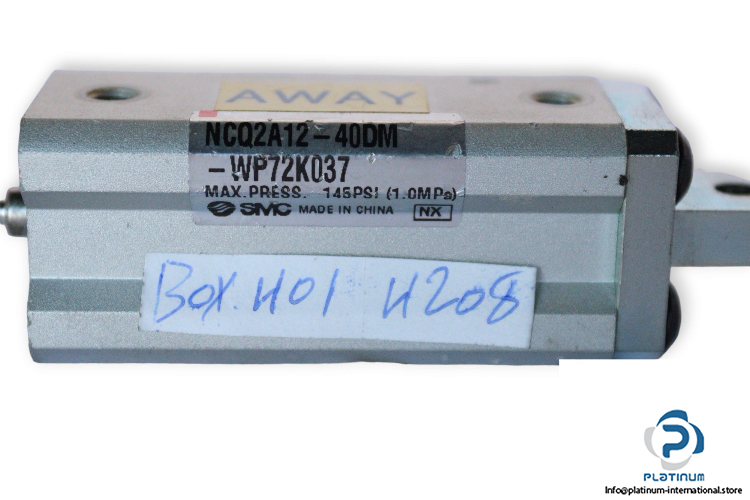 AWAY
NCQ2A12-40DM
-WP72K037
MAX.PRESS. 145PSI (1.0MPa)
SMC MADE IN CHINA NX
BOX.H01 H208
PLATINUM
Info@platinum-international.store